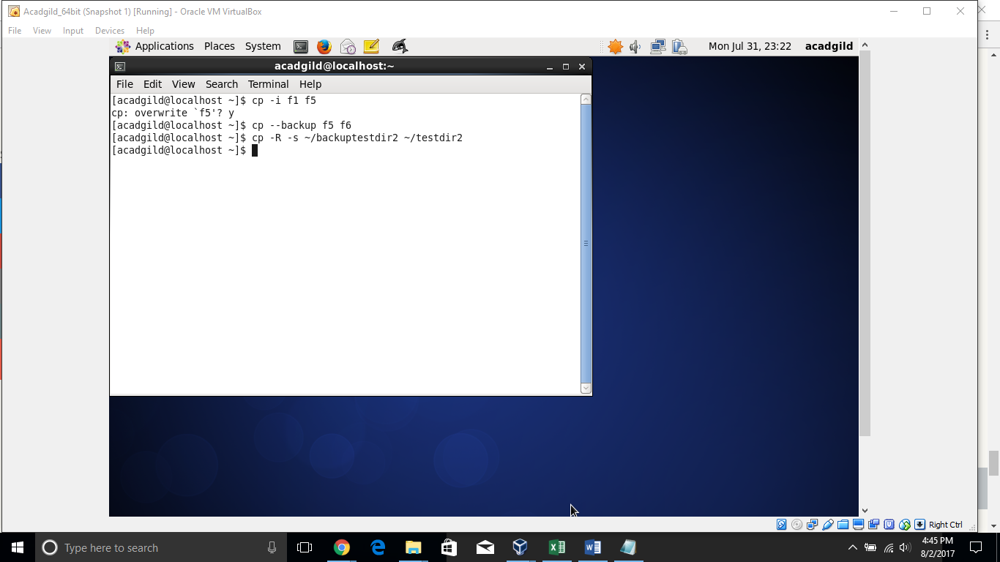 Acadgild_64bit (Snapshot 1) [Running] - Oracle VM VirtualBox
File View Input Devices Help
Applications Places System Mon Jul 31, 23:22 acadgild
acadgild@localhost:~
File Edit View Search Terminal Help
[acadgild@localhost ~]$ cp -i f1 f5
cp: overwrite `f5'? y
[acadgild@localhost ~]$ cp --backup f5 f6
[acadgild@localhost ~]$ cp -R -s ~/backuptestdir2 ~/testdir2
[acadgild@localhost ~]$
Right Ctrl
Type here to search
4:45 PM
8/2/2017